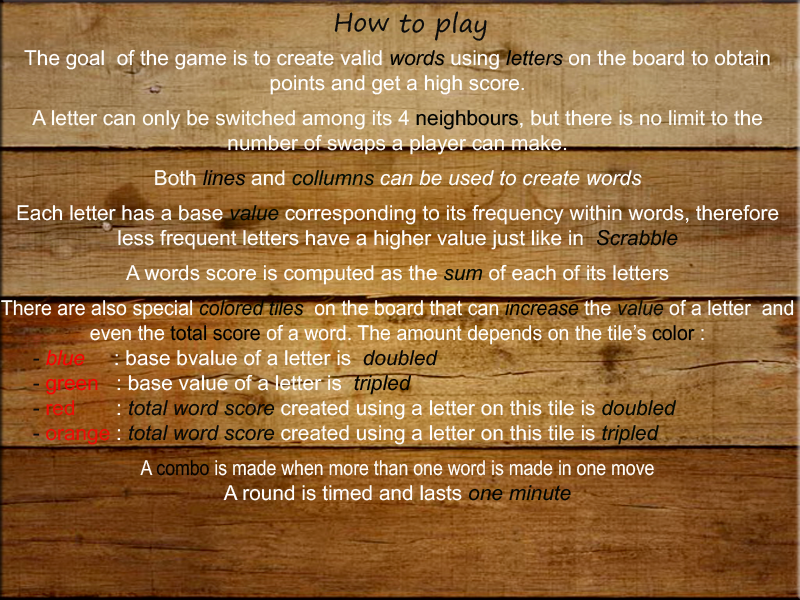 How to play
The goal of the game is to create valid words using letters on the board to obtain
points and get a high score.
A letter can only be switched among its 4 neighbours, but there is no limit to the
number of swaps a player can make.
Both lines and collumns can be used to create words
Each letter has a base value corresponding to its frequency within words, therefore
less frequent letters have a higher value just like in Scrabble
A words score is computed as the sum of each of its letters
There are also special colored tiles on the board that can increase the value of a letter and
even the total score of a word. The amount depends on the tile's color :
- blue : base bvalue of a letter is doubled
- green : base value of a letter is tripled
- red : total word score created using a letter on this tile is doubled
- orange : total word score created using a letter on this tile is tripled
A combo is made when more than one word is made in one move
A round is timed and lasts one minute